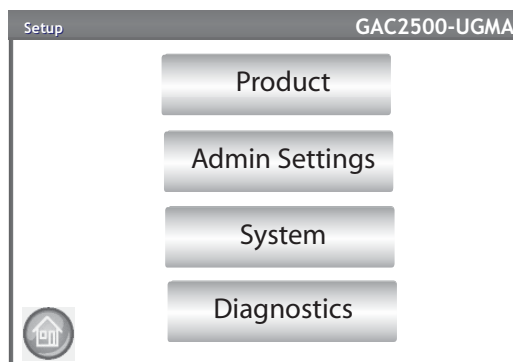 Setup GAC2500-UGMA
Product
Admin Settings
System
Diagnostics